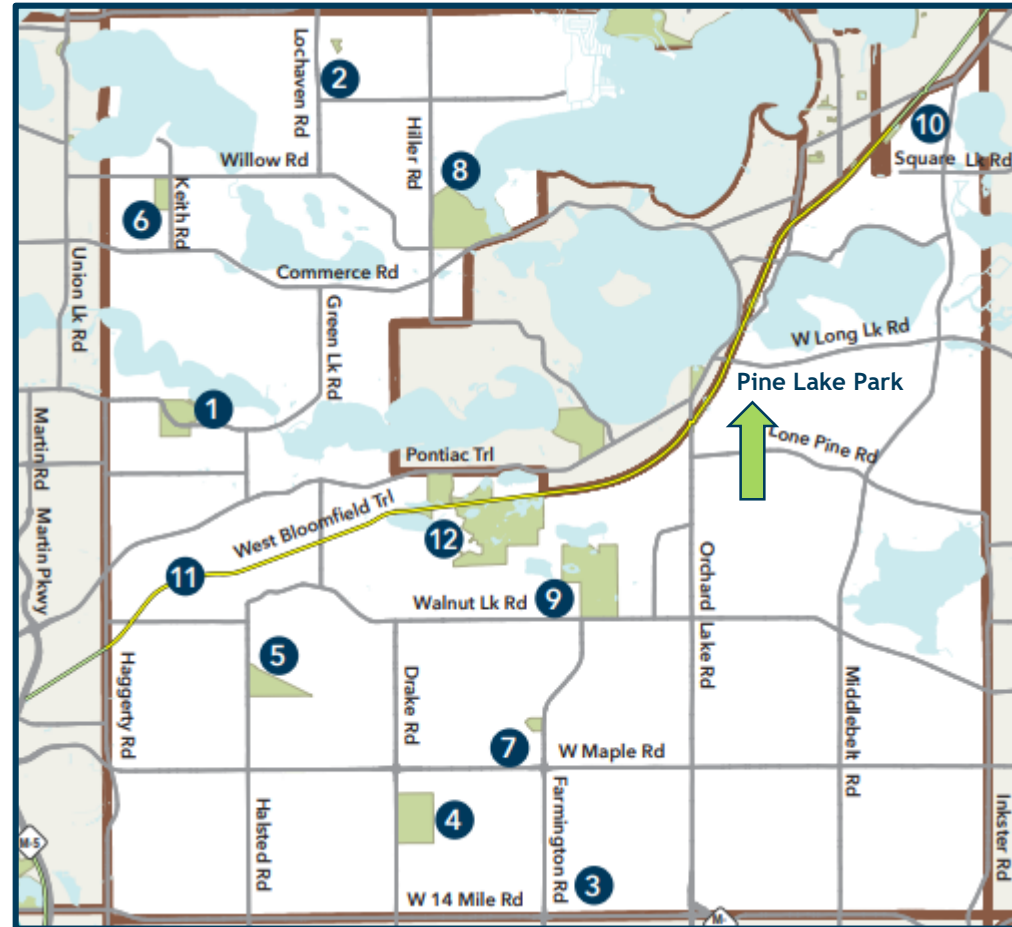 Lochaven Rd
2
Hiller Rd
10
Square Lk Rd
Willow Rd
8
Keith Rd
6
Union Lk Rd
Commerce Rd
Green Lk Rd
W Long Lk Rd
Pine Lake Park
1
Martin Rd
Lone Pine Rd
Pontiac Trl
West Bloomfield Trl
12
Martin Pkwy
11
Orchard Lake Rd
Walnut Lk Rd
9
5
Haggerty Rd
Drake Rd
Middlebelt Rd
7
W Maple Rd
Halsted Rd
4
Farmington Rd
Inkster Rd
M-5
3
W 14 Mile Rd
M-